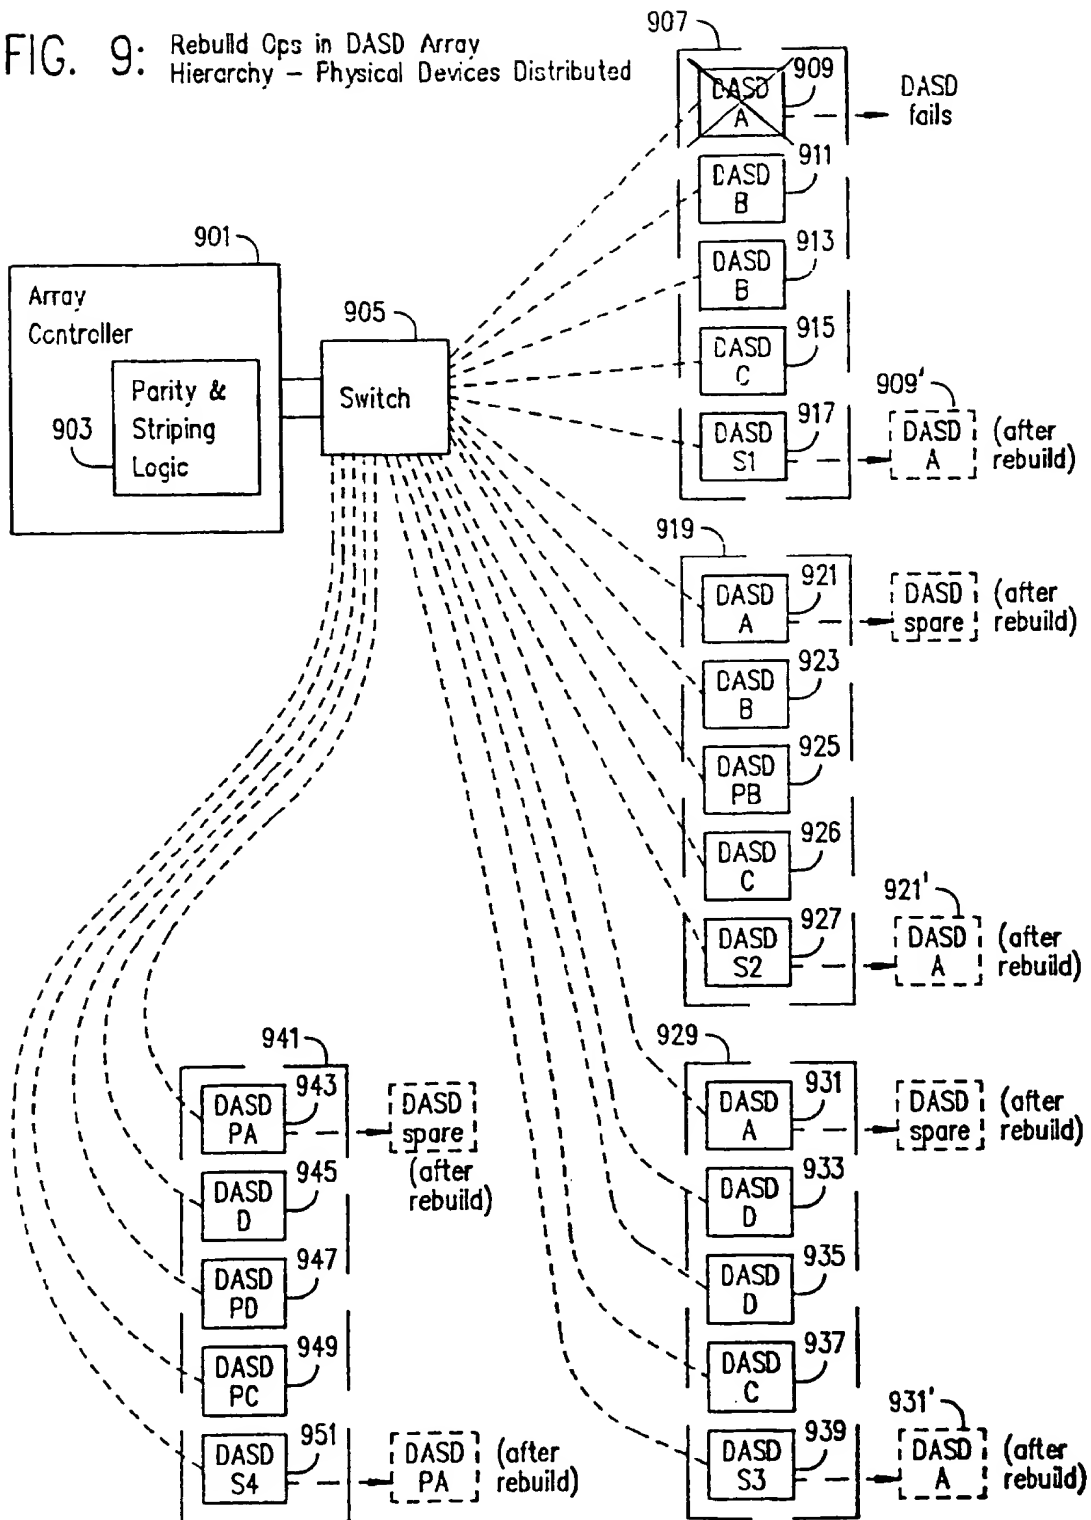 FIG. 9: Rebuild Ops in DASD Array
Hierarchy – Physical Devices Distributed
901
Array
Controller
903
Parity &
Striping
Logic
905
Switch
907
DASD
A
909
DASD
fails
DASD
B
911
DASD
B
913
DASD
C
915
DASD
S1
917
909'
DASD
A
(after
rebuild)
919
DASD
A
921
DASD
spare
(after
rebuild)
DASD
B
923
DASD
PB
925
DASD
C
926
DASD
S2
927
921'
DASD
A
(after
rebuild)
929
DASD
A
931
DASD
spare
(after
rebuild)
DASD
D
933
DASD
D
935
DASD
C
937
DASD
S3
939
931'
DASD
A
(after
rebuild)
941
DASD
PA
943
DASD
spare
(after
rebuild)
DASD
D
945
DASD
PD
947
DASD
PC
949
DASD
S4
951
DASD
PA
(after
rebuild)